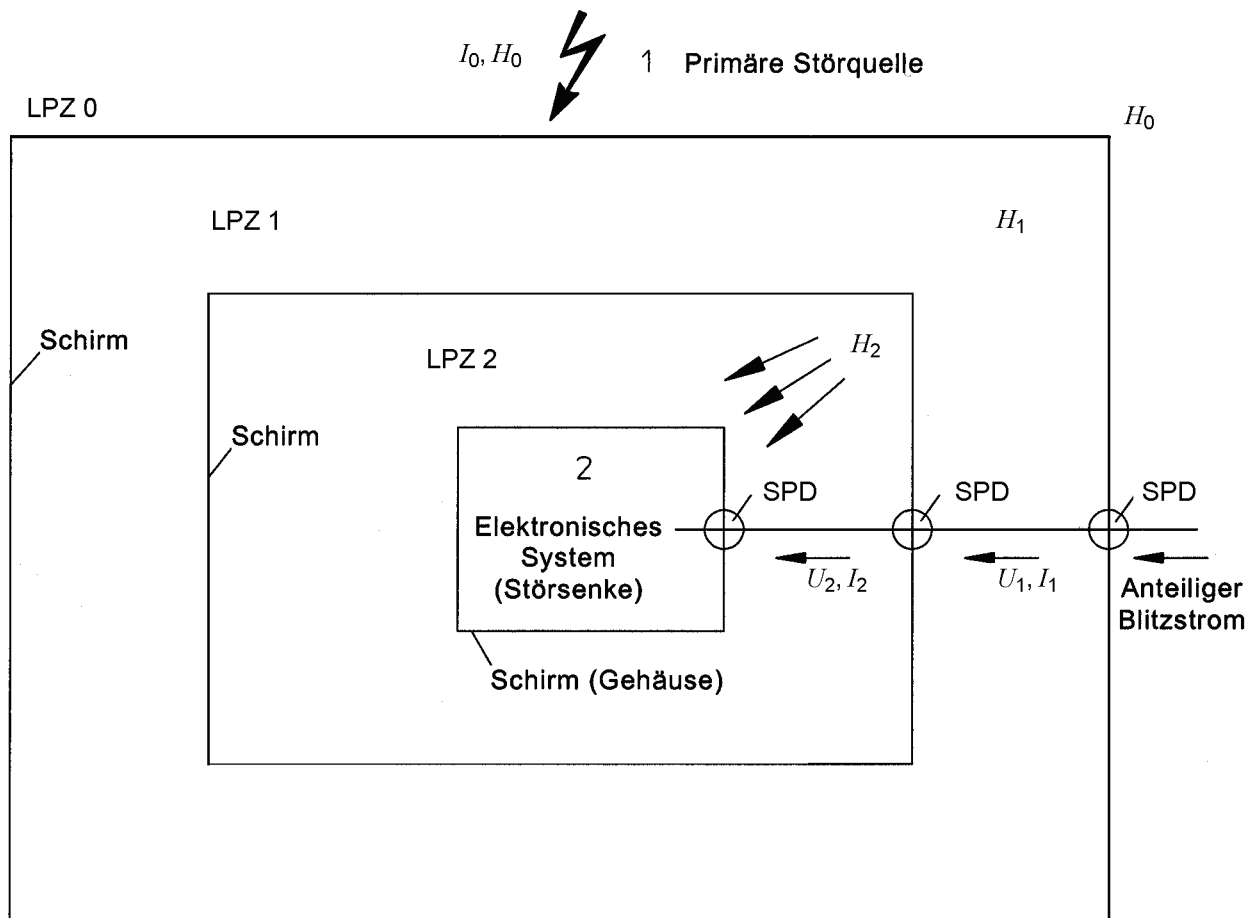 I₀, H₀
1 Primäre Störquelle
LPZ 0
H₀
LPZ 1
H₁
Schirm
LPZ 2
H₂
Schirm
2
Elektronisches
System
(Störsenke)
SPD
SPD
SPD
U₂, I₂
U₁, I₁
Anteiliger
Blitzstrom
Schirm (Gehäuse)